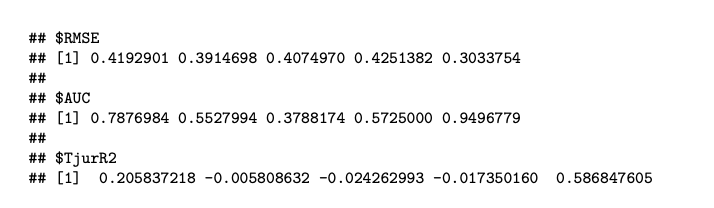 ## $RMSE
## [1] 0.4192901 0.3914698 0.4074970 0.4251382 0.3033754
##
## $AUC
## [1] 0.7876984 0.5527994 0.3788174 0.5725000 0.9496779
##
## $TjurR2
## [1]  0.205837218 -0.005808632 -0.024262993 -0.017350160  0.586847605